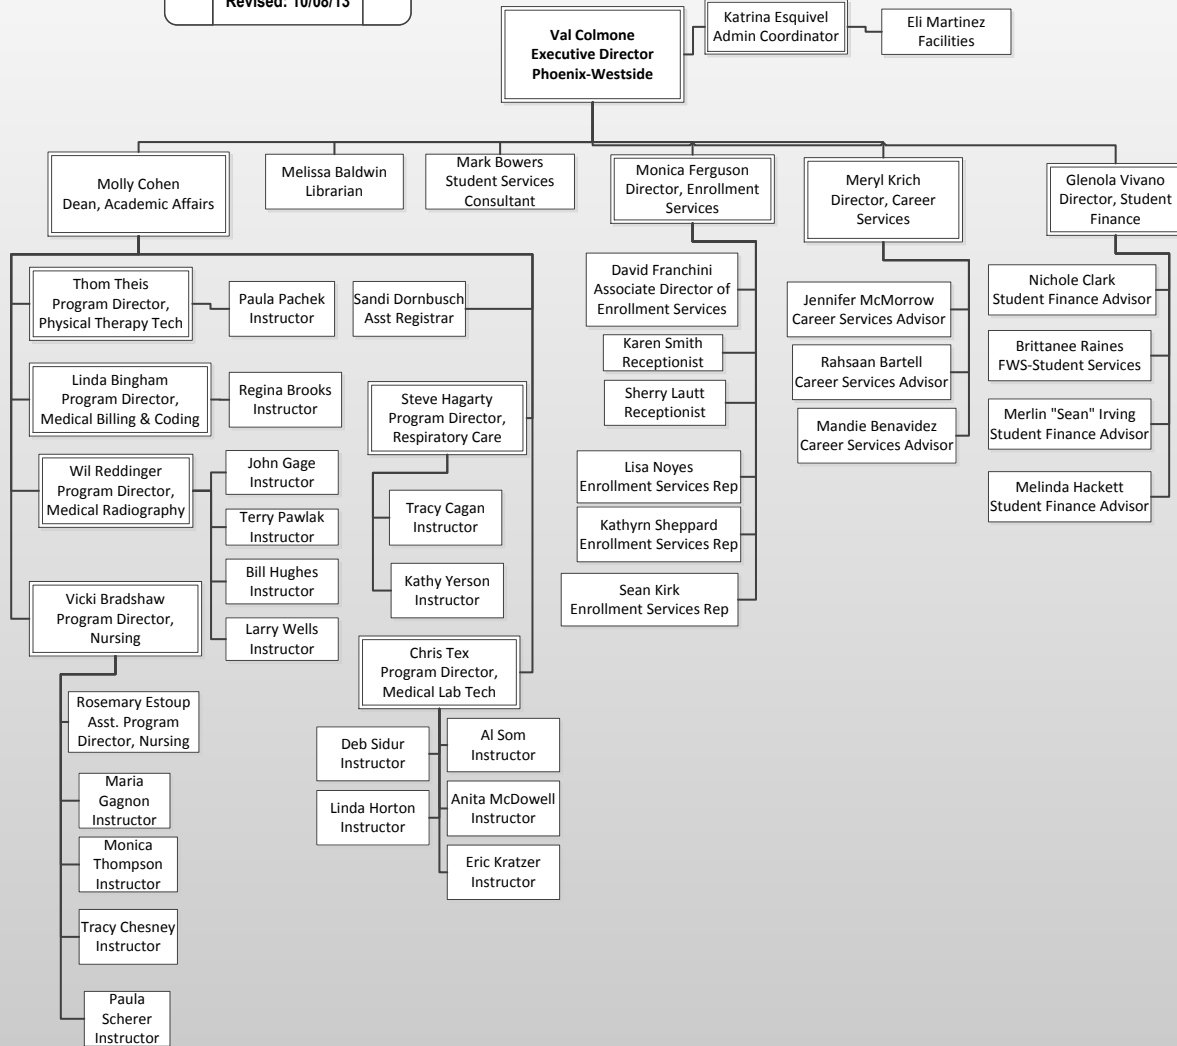 Revised: 10/08/13
Val Colmone
Executive Director
Phoenix-Westside
Katrina Esquivel
Admin Coordinator
Eli Martinez
Facilities
Molly Cohen
Dean, Academic Affairs
Melissa Baldwin
Librarian
Mark Bowers
Student Services
Consultant
Monica Ferguson
Director, Enrollment
Services
Meryl Krich
Director, Career
Services
Glenola Vivano
Director, Student
Finance
Thom Theis
Program Director,
Physical Therapy Tech
Paula Pachek
Instructor
Linda Bingham
Program Director,
Medical Billing & Coding
Regina Brooks
Instructor
Wil Reddinger
Program Director,
Medical Radiography
John Gage
Instructor
Terry Pawlak
Instructor
Bill Hughes
Instructor
Larry Wells
Instructor
Vicki Bradshaw
Program Director,
Nursing
Rosemary Estoup
Asst. Program
Director, Nursing
Maria
Gagnon
Instructor
Monica
Thompson
Instructor
Tracy Chesney
Instructor
Paula
Scherer
Instructor
Sandi Dornbusch
Asst Registrar
Steve Hagarty
Program Director,
Respiratory Care
Tracy Cagan
Instructor
Kathy Yerson
Instructor
Chris Tex
Program Director,
Medical Lab Tech
Deb Sidur
Instructor
Al Som
Instructor
Linda Horton
Instructor
Anita McDowell
Instructor
Eric Kratzer
Instructor
David Franchini
Associate Director of
Enrollment Services
Karen Smith
Receptionist
Sherry Lautt
Receptionist
Lisa Noyes
Enrollment Services Rep
Kathyrn Sheppard
Enrollment Services Rep
Sean Kirk
Enrollment Services Rep
Jennifer McMorrow
Career Services Advisor
Rahsaan Bartell
Career Services Advisor
Mandie Benavidez
Career Services Advisor
Nichole Clark
Student Finance Advisor
Brittanee Raines
FWS-Student Services
Merlin "Sean" Irving
Student Finance Advisor
Melinda Hackett
Student Finance Advisor